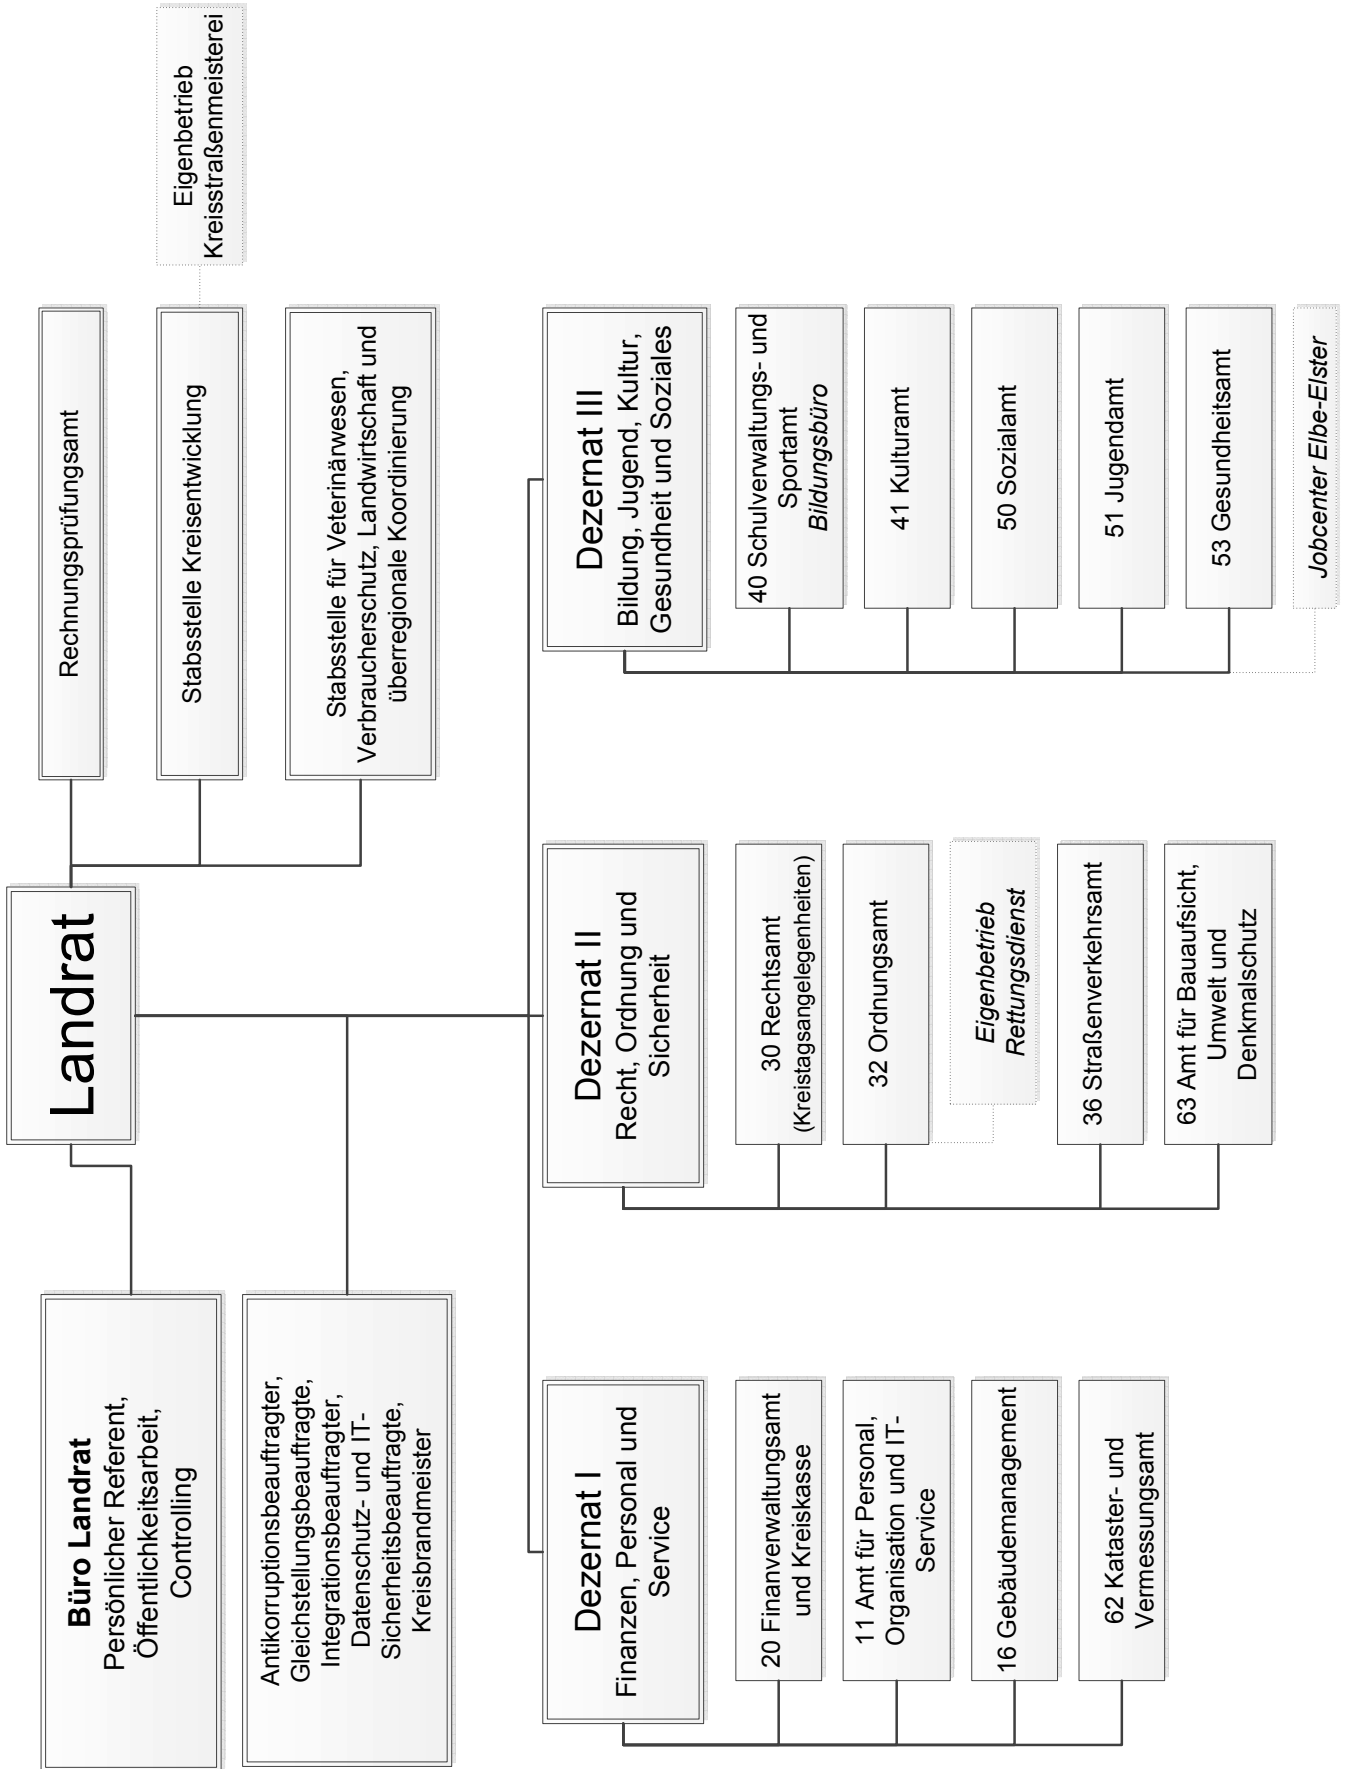 Landrat
Büro Landrat
Persönlicher Referent,
Öffentlichkeitsarbeit,
Controlling
Antikorruptionsbeauftragter,
Gleichstellungsbeauftragte,
Integrationsbeauftragter,
Datenschutz- und IT-
Sicherheitsbeauftragte,
Kreisbrandmeister
Rechnungsprüfungsamt
Stabsstelle Kreisentwicklung
Eigenbetrieb
Kreisstraßenmeisterei
Stabsstelle für Veterinärwesen,
Verbraucherschutz, Landwirtschaft und
überregionale Koordinierung
Dezernat I
Finanzen, Personal und
Service
20 Finanverwaltungsamt
und Kreiskasse
11 Amt für Personal,
Organisation und IT-
Service
16 Gebäudemanagement
62 Kataster- und
Vermessungsamt
Dezernat II
Recht, Ordnung und
Sicherheit
30 Rechtsamt
(Kreistagsangelegenheiten)
32 Ordnungsamt
Eigenbetrieb
Rettungsdienst
36 Straßenverkehrsamt
63 Amt für Bauaufsicht,
Umwelt und
Denkmalschutz
Dezernat III
Bildung, Jugend, Kultur,
Gesundheit und Soziales
40 Schulverwaltungs- und
Sportamt
Bildungsbüro
41 Kulturamt
50 Sozialamt
51 Jugendamt
53 Gesundheitsamt
Jobcenter Elbe-Elster